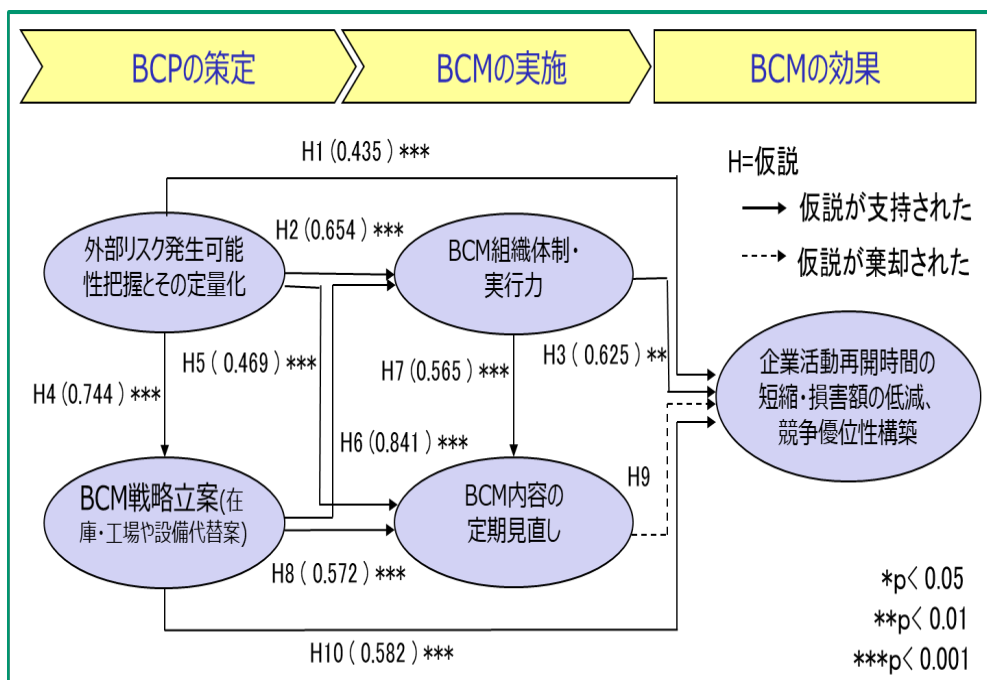 BCPの策定
BCMの実施
BCMの効果
H1 (0.435) ***
H=仮説
仮説が支持された
仮説が棄却された
外部リスク発生可能
性把握とその定量化
H2 (0.654) ***
BCM組織体制・
実行力
H4 (0.744) ***
H5 ( 0.469) ***
H7 (0.565) ***
H3 (0.625) **
企業活動再開時間の
短縮・損害額の低減、
競争優位性構築
H6 (0.841) ***
BCM戦略立案(在
庫・工場や設備代替案)
BCM内容の
定期見直し
H9
H8 ( 0.572) ***
H10 ( 0.582) ***
*p< 0.05
**p< 0.01
***p< 0.001